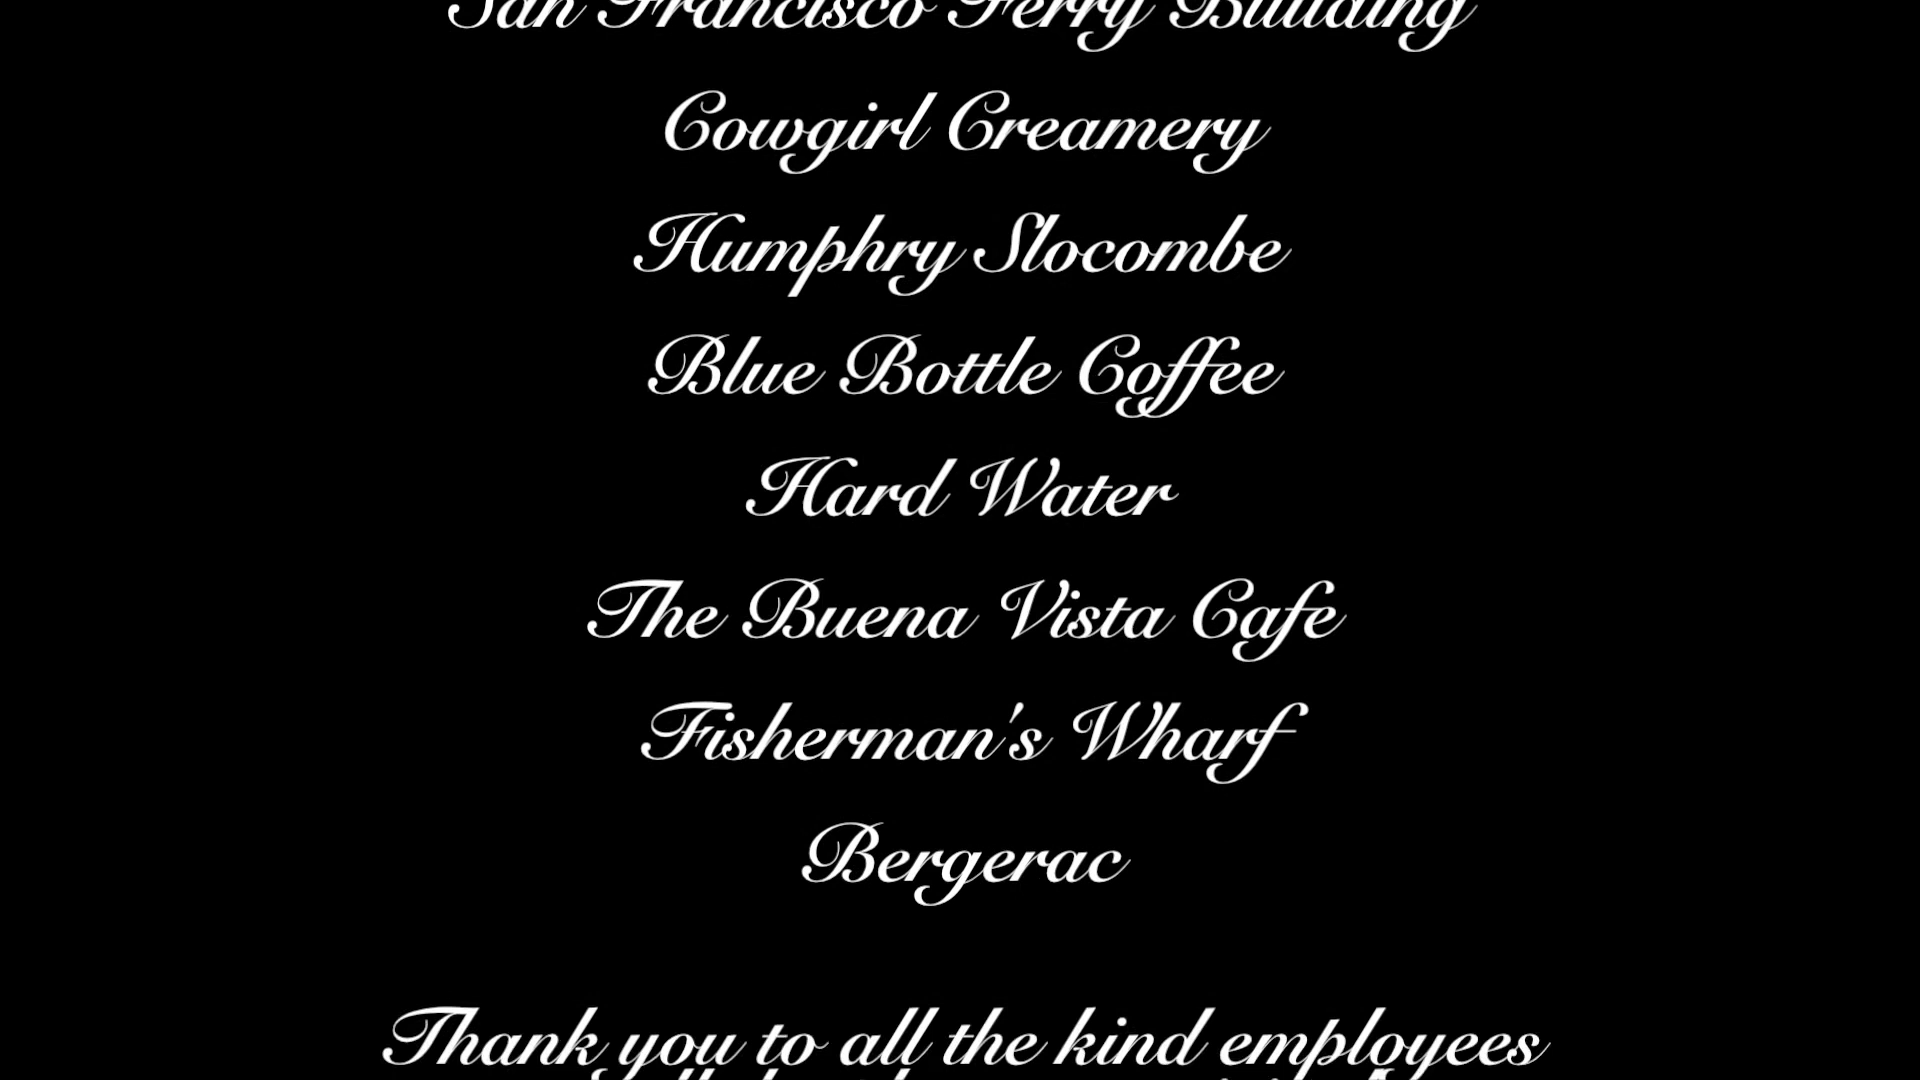 San Francisco Ferry Building
Cowgirl Creamery
Humphry Slocombe
Blue Bottle Coffee
Hard Water
The Buena Vista Cafe
Fisherman's Wharf
Bergerac
Thank you to all the kind employees